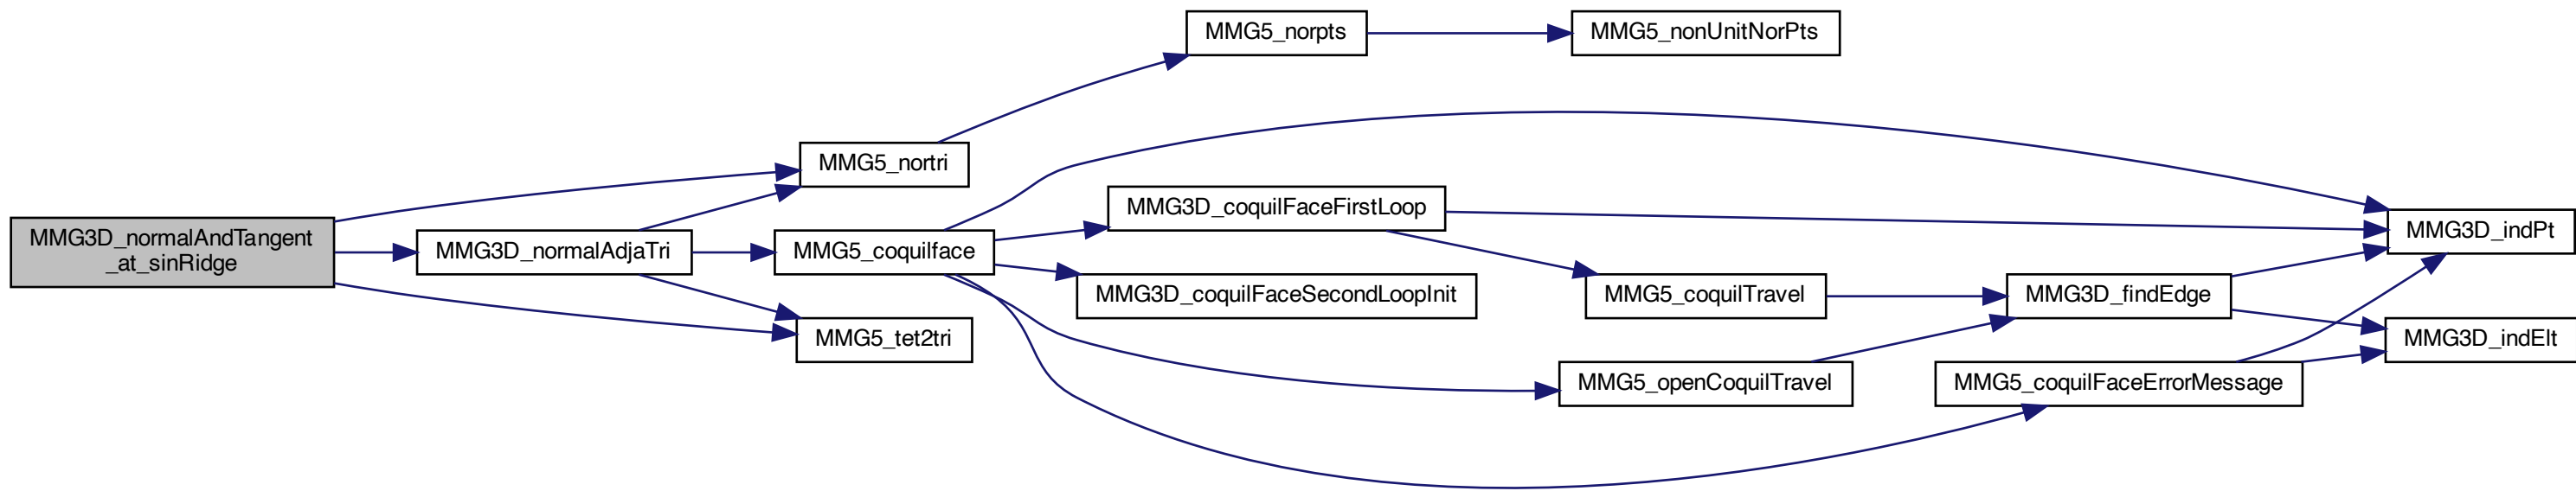 MMG5_norpts
MMG5_nonUnitNorPts
MMG5_nortri
MMG3D_coquilFaceFirstLoop
MMG3D_normalAndTangent
_at_sinRidge
MMG3D_normalAdjaTri
MMG5_coquilface
MMG3D_indPt
MMG3D_coquilFaceSecondLoopInit
MMG5_coquilTravel
MMG3D_findEdge
MMG5_tet2tri
MMG3D_indElt
MMG5_openCoquilTravel
MMG5_coquilFaceErrorMessage